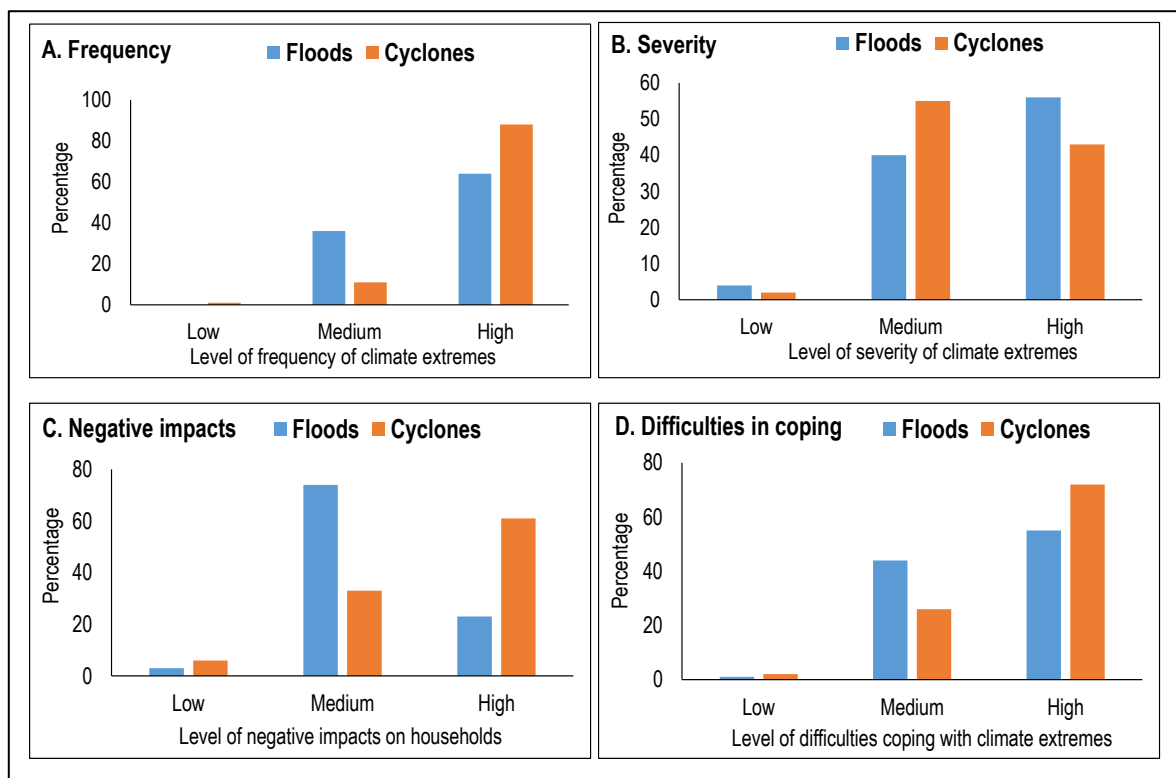 A. Frequency
Floods Cyclones
Percentage
100
80
60
40
20
0
Low Medium High
Level of frequency of climate extremes
B. Severity
Floods Cyclones
Percentage
60
50
40
30
20
10
0
Low Medium High
Level of severity of climate extremes
C. Negative impacts
Floods Cyclones
Percentage
80
60
40
20
0
Low Medium High
Level of negative impacts on households
D. Difficulties in coping
Floods Cyclones
Percentage
80
60
40
20
0
Low Medium High
Level of difficulties coping with climate extremes